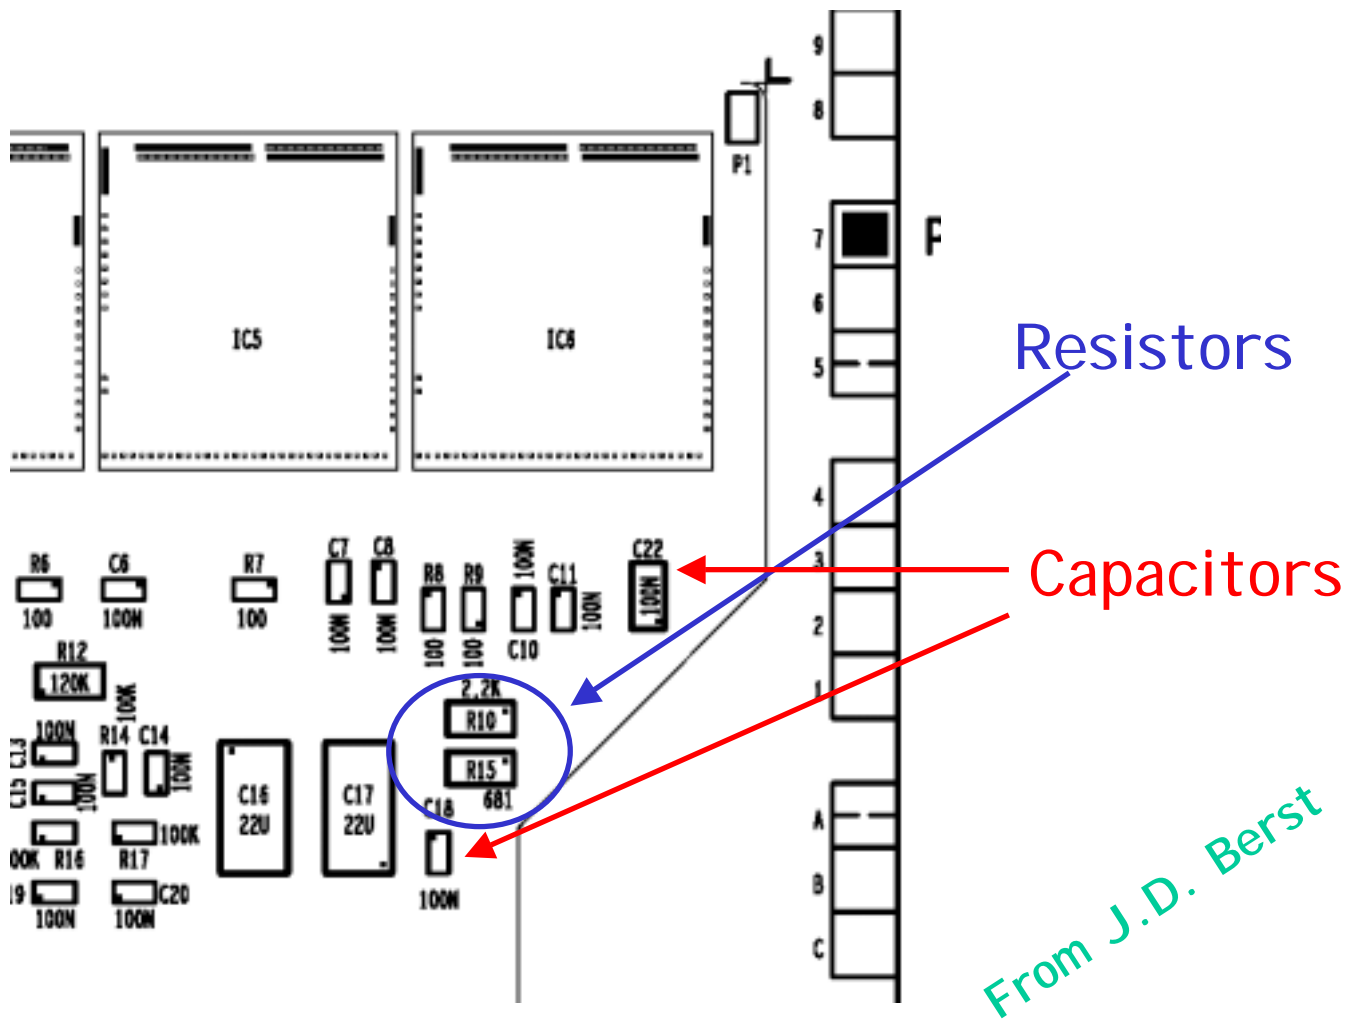 9
8
P1
7
6
5
IC5
IC6
Resistors
4
3
2
1
Capacitors
R6
100
C6
100N
R7
100
C7
100N
C8
100N
R8
100
R9
100
100N
C10
C11
100N
C22
100N
R12
120K
100K
2,2K
R10
R15
681
100N
C13
R14
C14
100N
C15
100N
C16
22U
C17
22U
C18
100N
00K
R16
100K
R17
19
100N
C20
100N
A
B
C
From J.D. Berst